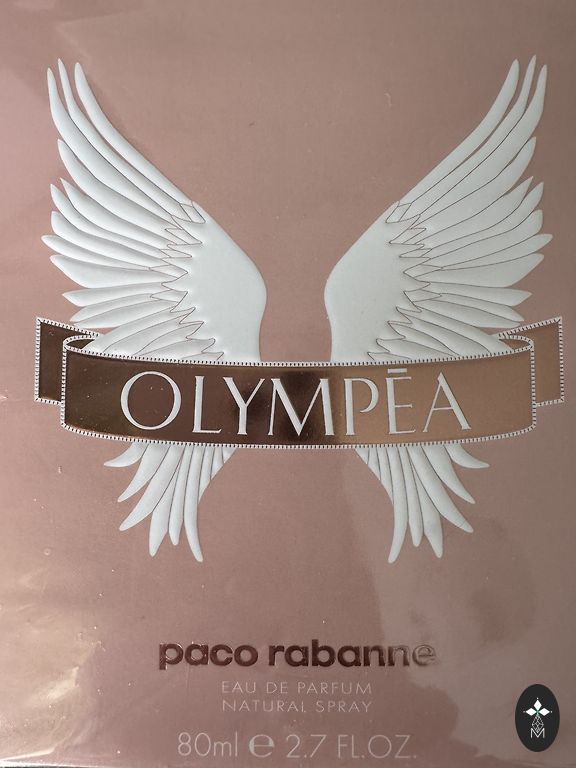 OLYMPĒA
paco rabanne
EAU DE PARFUM
NATURAL SPRAY
80ml e 2.7 FL.OZ.
M